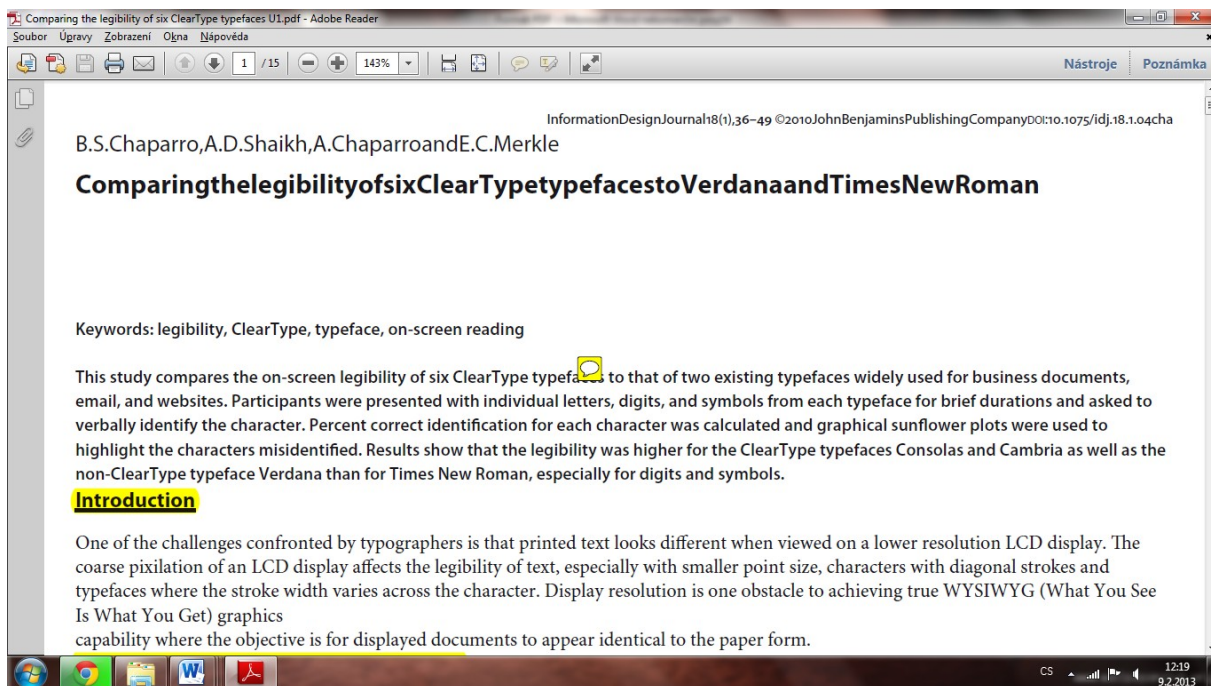 Comparing the legibility of six ClearType typefaces U1.pdf - Adobe Reader
Soubor Úpravy Zobrazení Okna Nápověda
1 /15 143% Nástroje Poznámka
InformationDesignJournal18(1),36–49 ©2010JohnBenjaminsPublishingCompanyDOI:10.1075/idj.18.1.04cha
B.S.Chaparro,A.D.Shaikh,A.ChaparroandE.C.Merkle
ComparingthelegibilityofsixClearTypetypefacestoVerdanaandTimesNewRoman
Keywords: legibility, ClearType, typeface, on-screen reading
This study compares the on-screen legibility of six ClearType typefaces to that of two existing typefaces widely used for business documents,
email, and websites. Participants were presented with individual letters, digits, and symbols from each typeface for brief durations and asked to
verbally identify the character. Percent correct identification for each character was calculated and graphical sunflower plots were used to
highlight the characters misidentified. Results show that the legibility was higher for the ClearType typefaces Consolas and Cambria as well as the
non-ClearType typeface Verdana than for Times New Roman, especially for digits and symbols.
Introduction
One of the challenges confronted by typographers is that printed text looks different when viewed on a lower resolution LCD display. The
coarse pixilation of an LCD display affects the legibility of text, especially with smaller point size, characters with diagonal strokes and
typefaces where the stroke width varies across the character. Display resolution is one obstacle to achieving true WYSIWYG (What You See
Is What You Get) graphics
capability where the objective is for displayed documents to appear identical to the paper form.
CS 12:19
9.2.2013